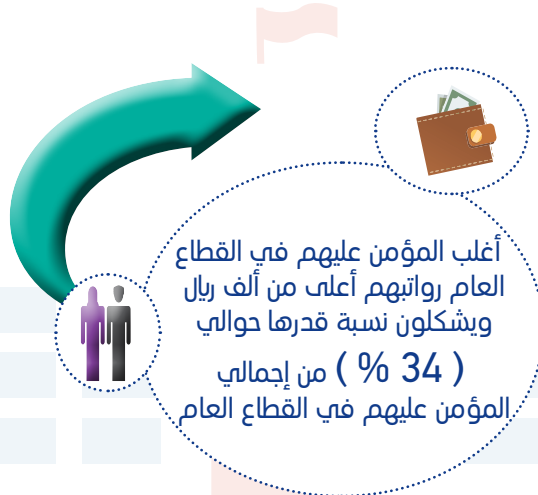 أغلب المؤمن عليهم في القطاع
العام رواتبهم أعلى من ألف ريال
ويشكلون نسبة قدرها حوالي
( 34 % ) من إجمالي
المؤمن عليهم في القطاع العام